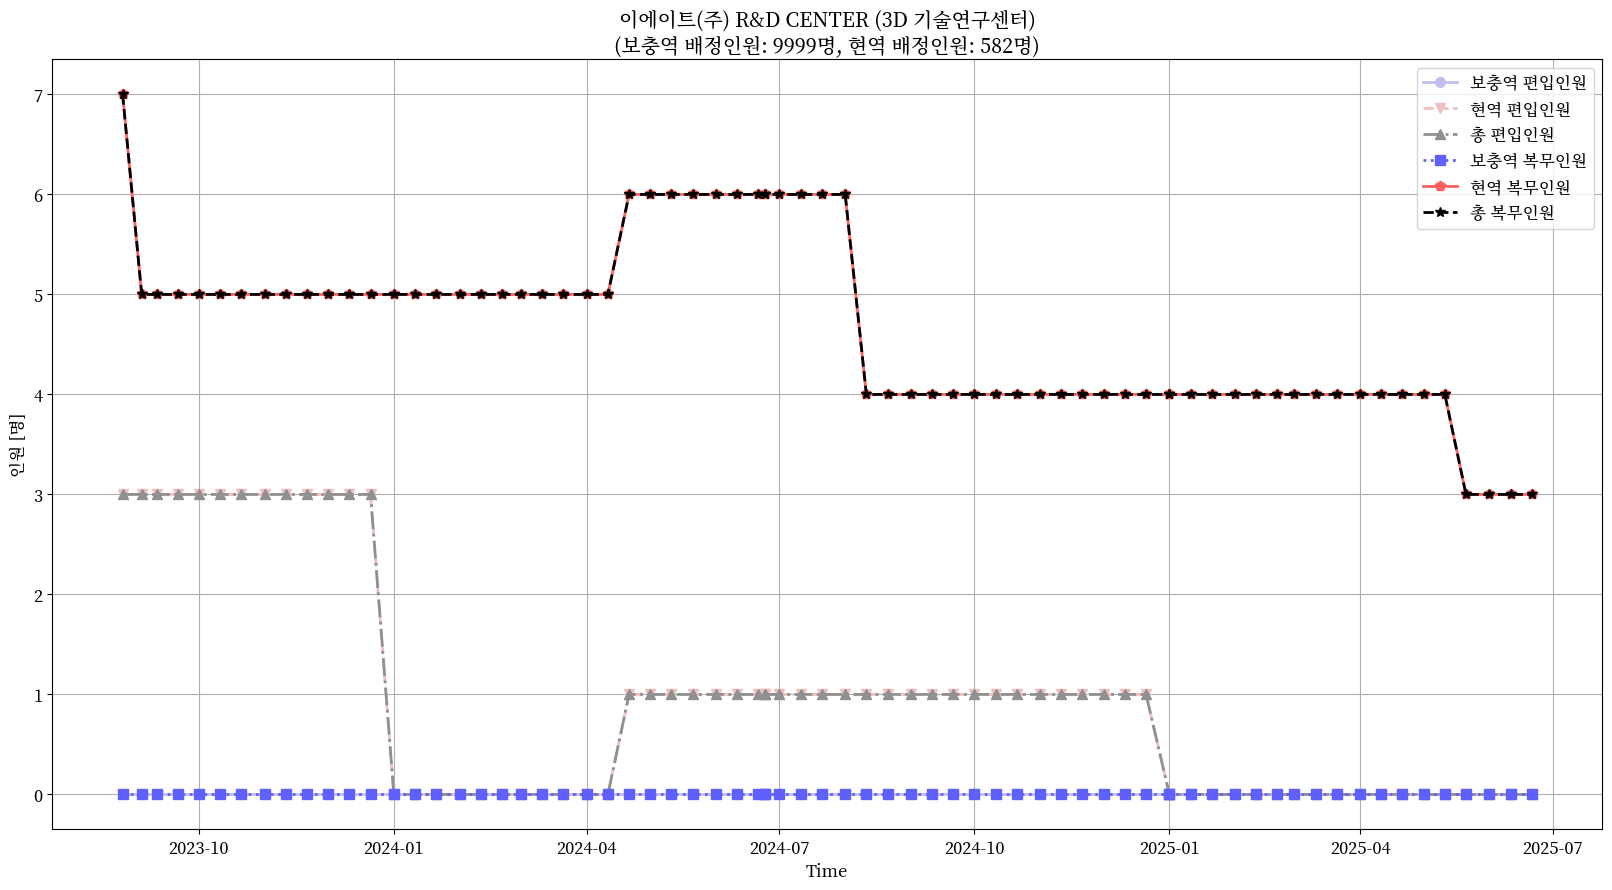 이에이트(주) R&D CENTER (3D 기술연구센터)
(보충역 배정인원: 9999명, 현역 배정인원: 582명)
보충역 편입인원
현역 편입인원
총 편입인원
보충역 복무인원
현역 복무인원
총 복무인원
인원 [명]
7
6
5
4
3
2
1
0
2023-10
2024-01
2024-04
2024-07
2024-10
2025-01
2025-04
2025-07
Time